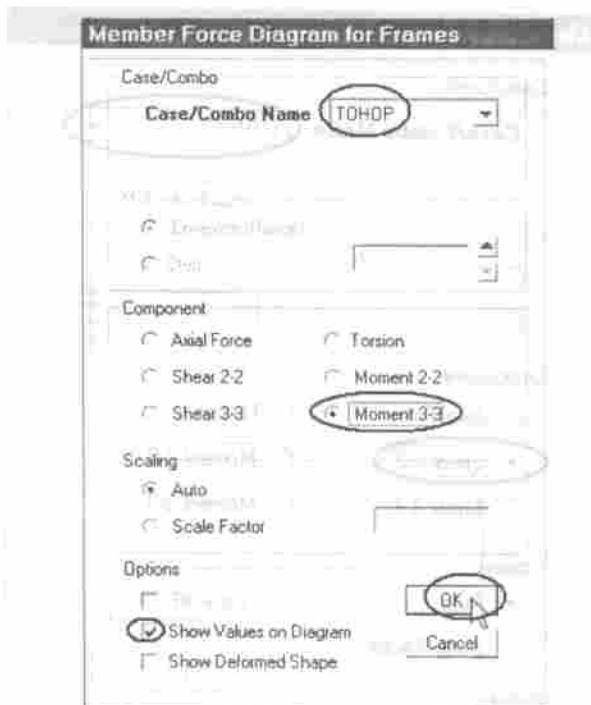 Member Force Diagram for Frames
Case/Combo
Case/Combo Name TOHOP
Component
Axial Force Torsion
Shear 2-2 Moment 2-2
Shear 3-3 Moment 3-3
Scaling
Auto
Scale Factor
Options
OK
Show Values on Diagram
Cancel
Show Deformed Shape